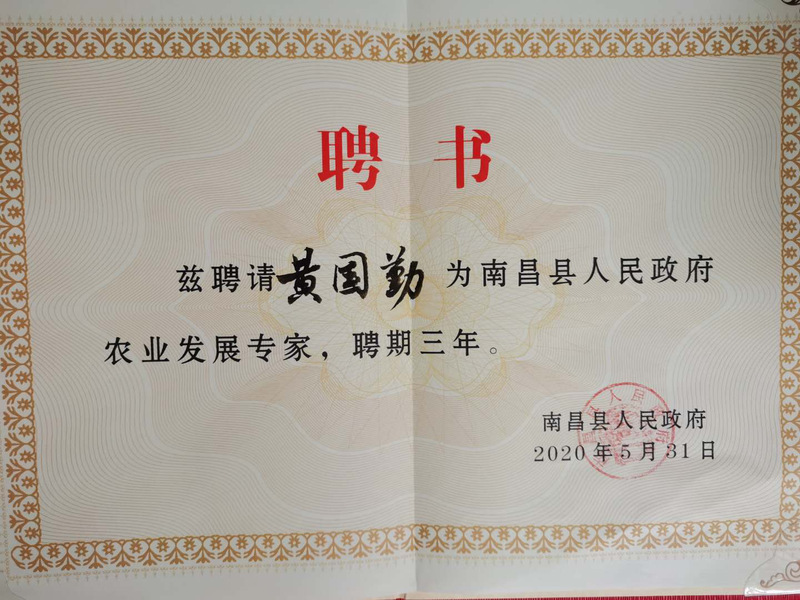 聘书
兹聘请黄国勤为南昌县人民政府
农业发展专家，聘期三年。
南昌县人民政府
2020年5月31日